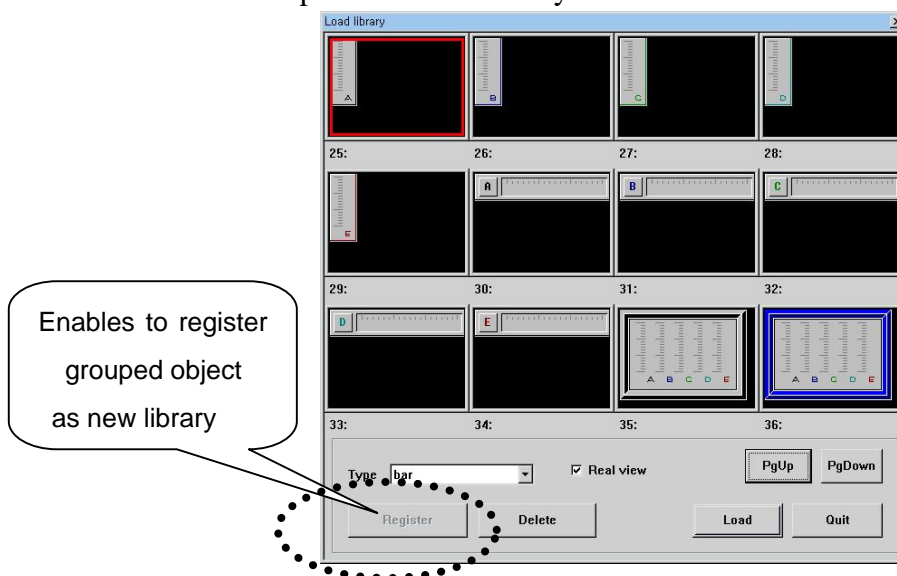 Load library
A
B
C
D
25:
26:
27:
28:
E
A
B
C
29:
30:
31:
32:
D
E
A B C D E
A B C D E
33:
34:
35:
36:
Enables to register
grouped object
as new library
Type bar
Real view
PgUp
PgDown
Register
Delete
Load
Quit